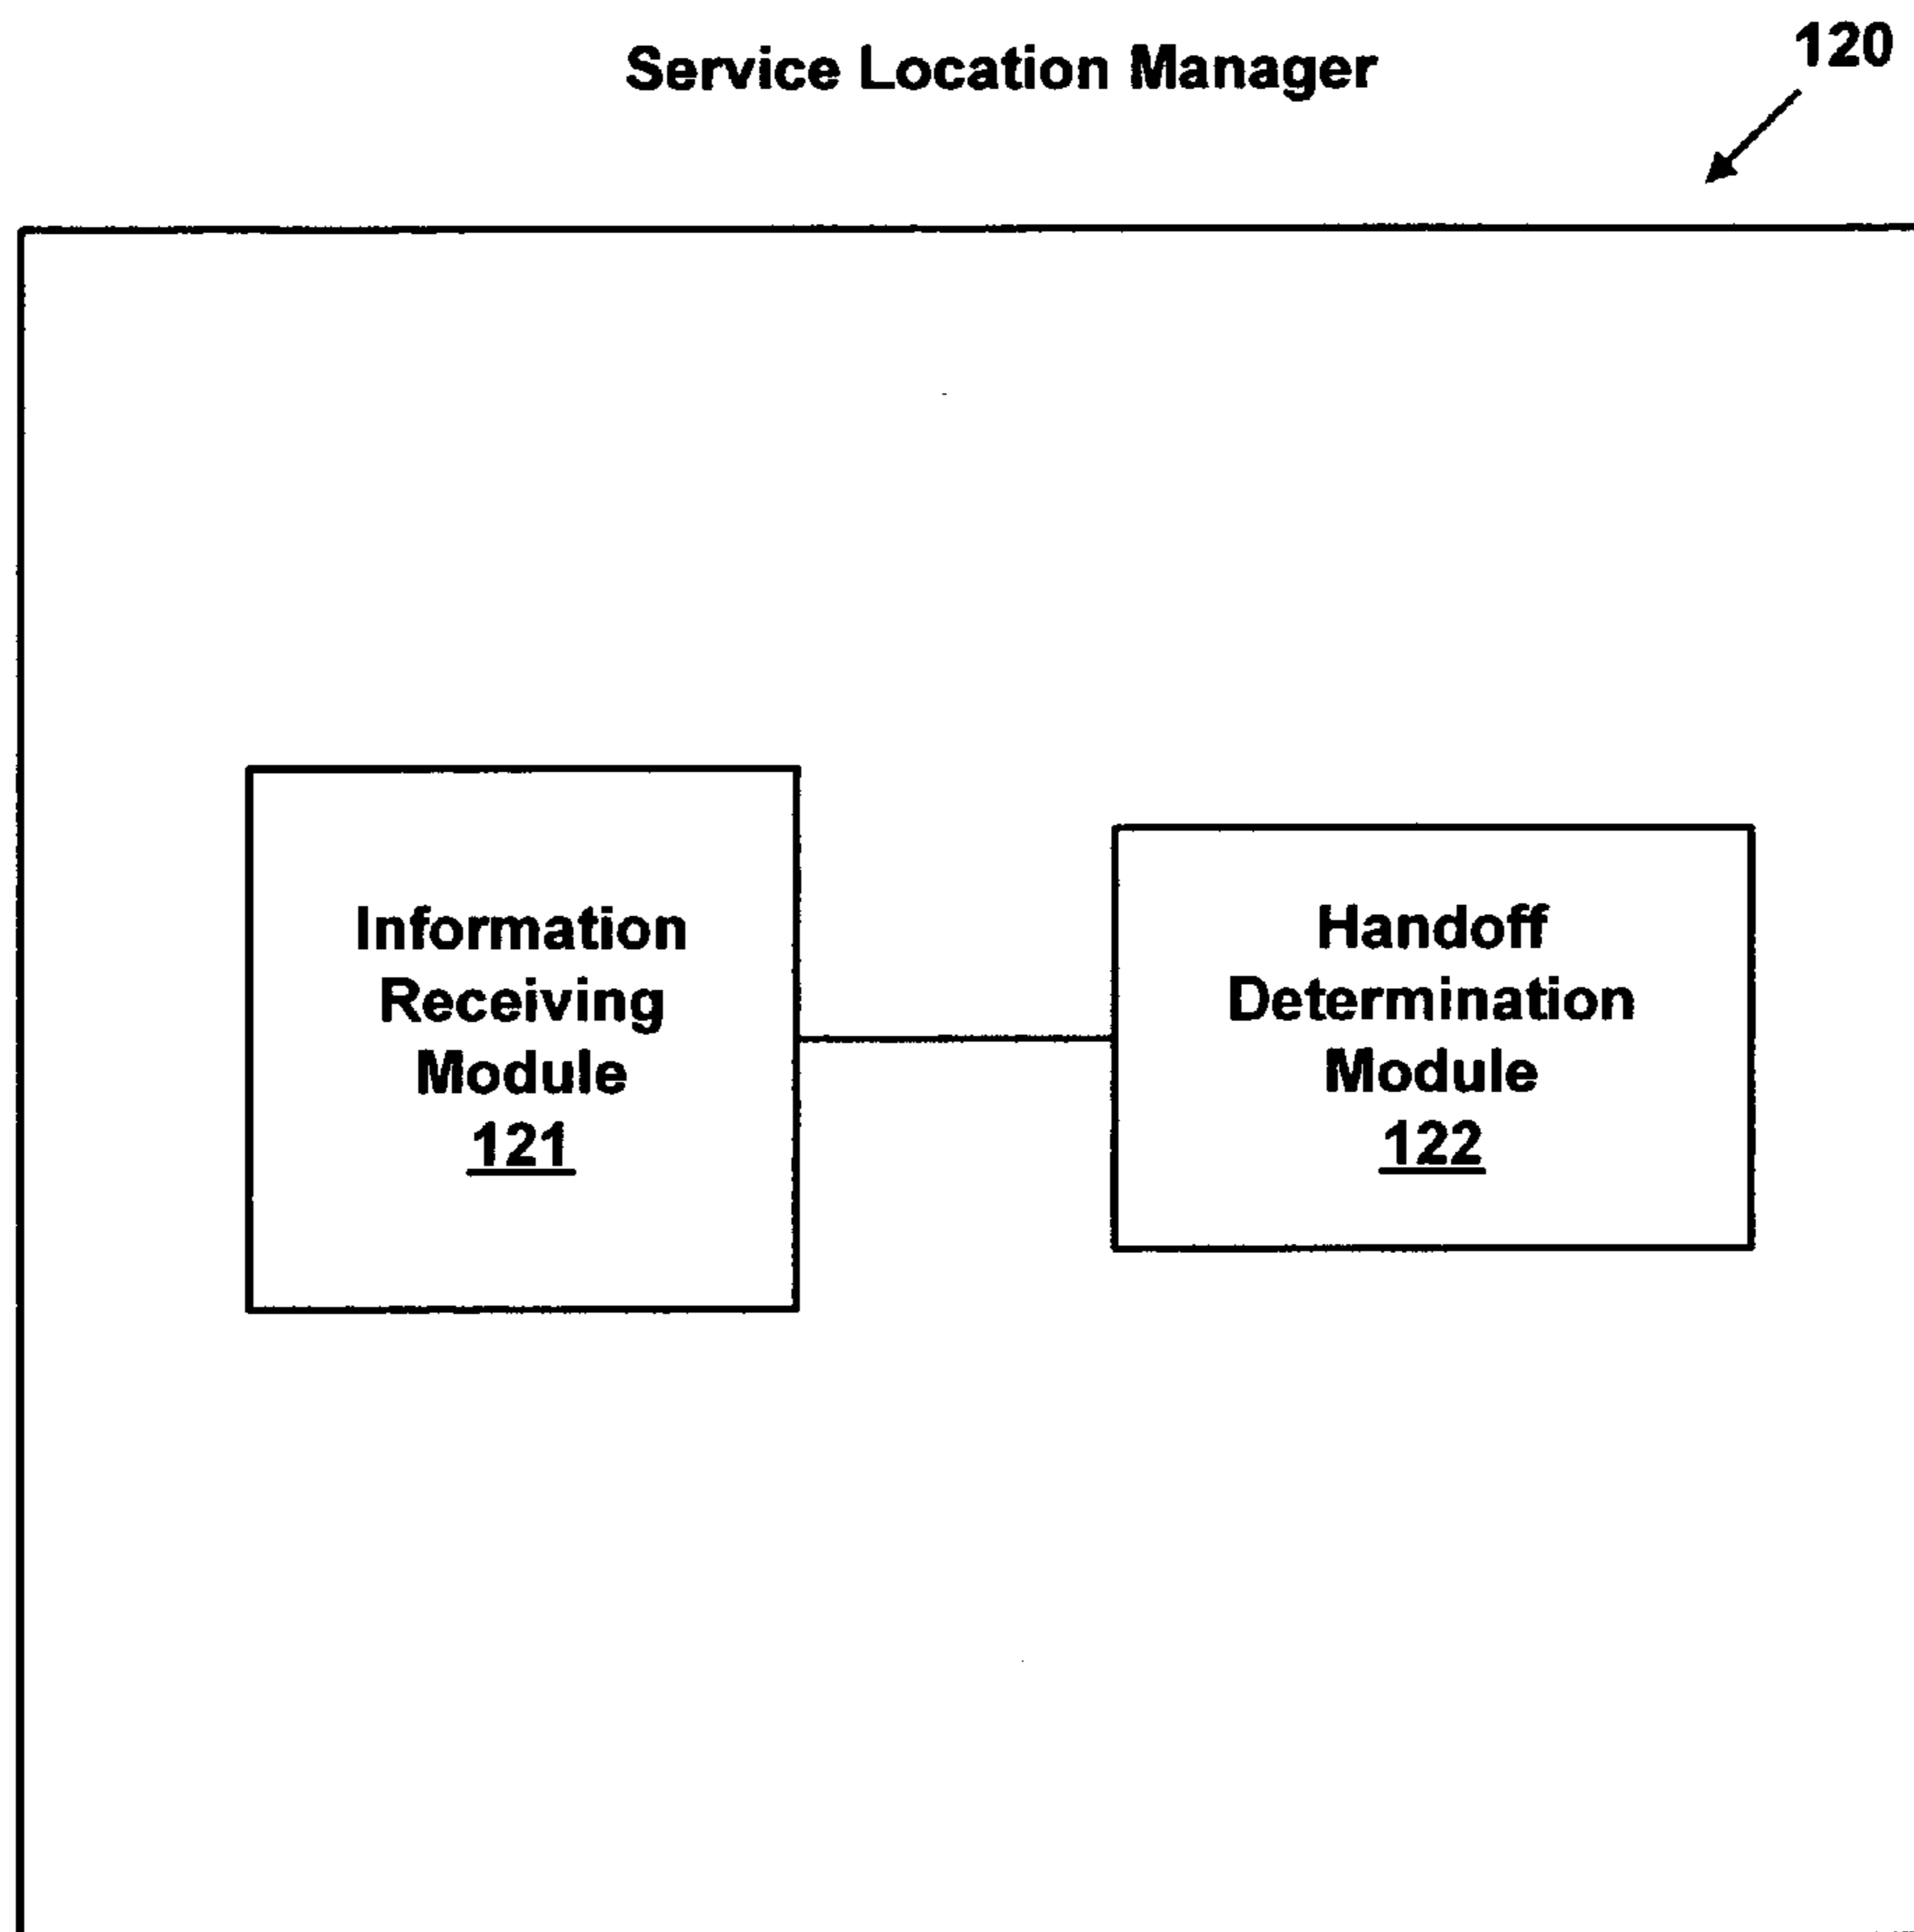 Service Location Manager
120
Information
Receiving
Module
121
Handoff
Determination
Module
122